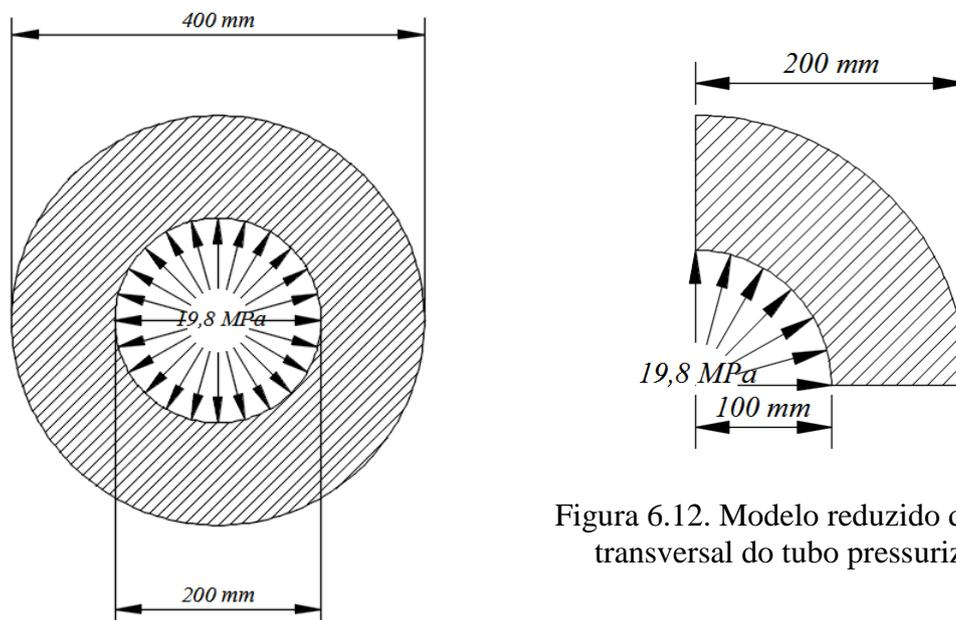 400 mm
19,8 MPa
200 mm
200 mm
19,8 MPa
100 mm
Figura 6.12. Modelo reduzido
transversal do tubo